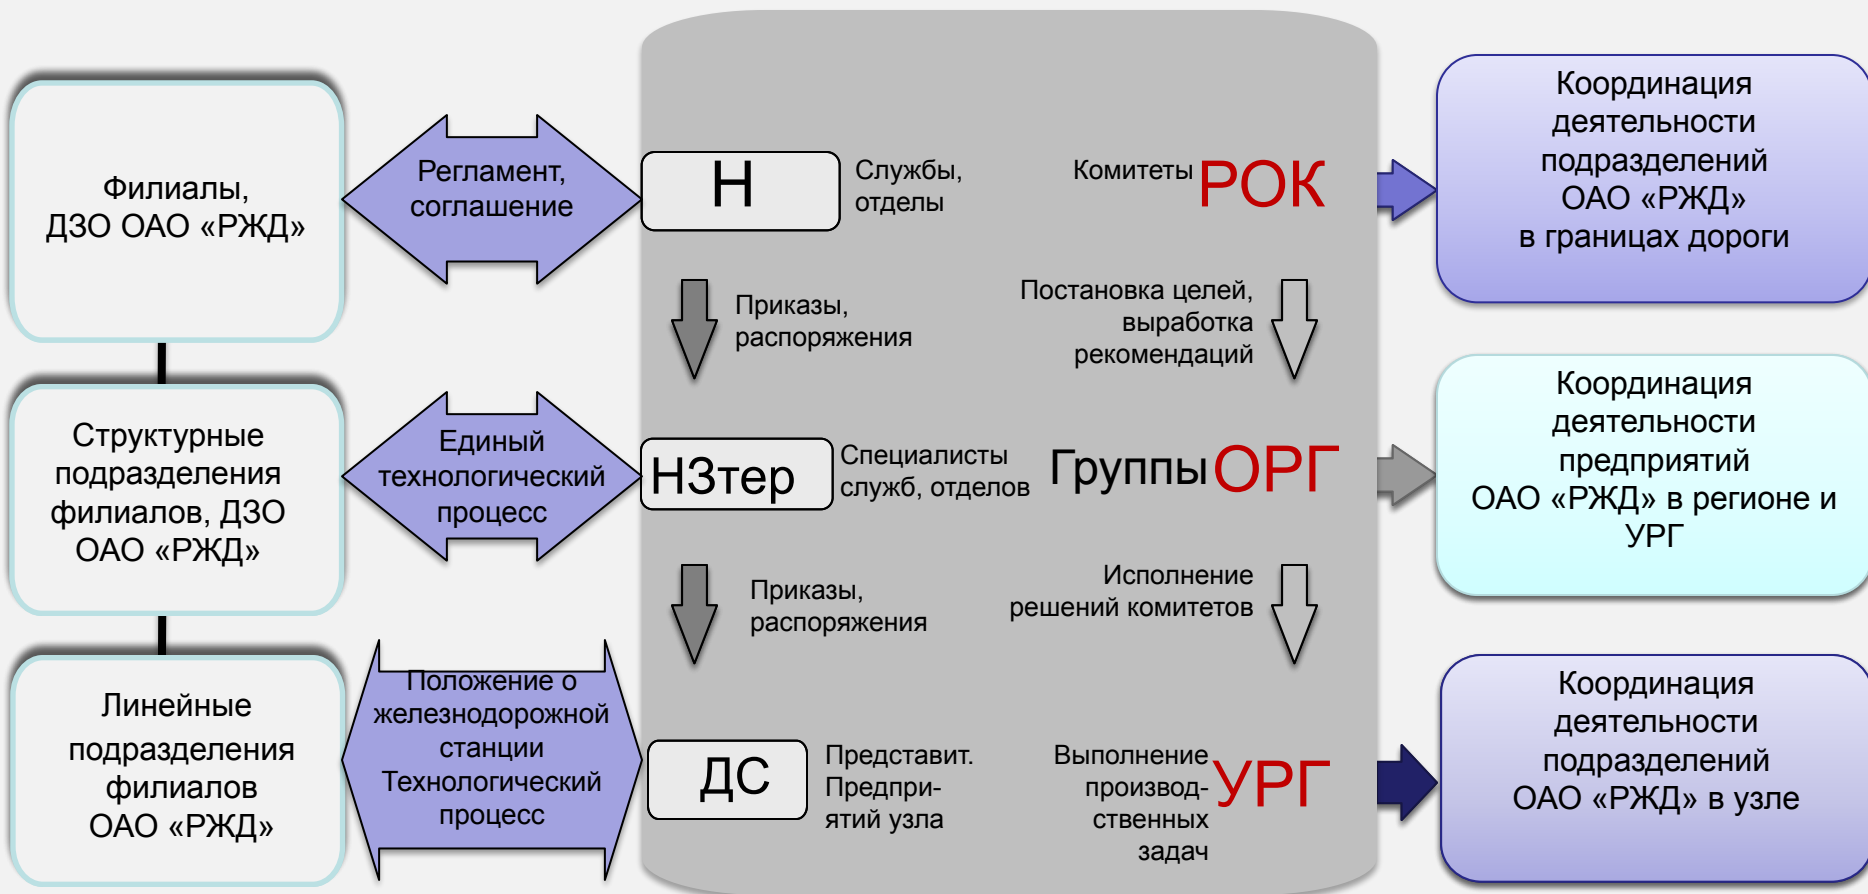 Филиалы,
ДЗО ОАО «РЖД»
Регламент,
соглашение
Н
Службы,
отделы
Комитеты
РОК
Координация
деятельности
подразделений
ОАО «РЖД»
в границах дороги
Приказы,
распоряжения
Постановка целей,
выработка
рекомендаций
Структурные
подразделения
филиалов, ДЗО
ОАО «РЖД»
Единый
технологический
процесс
НЗтер
Специалисты
служб, отделов
Группы
ОРГ
Координация
деятельности
предприятий
ОАО «РЖД» в регионе и
УРГ
Приказы,
распоряжения
Исполнение
решений комитетов
Линейные
подразделения
филиалов
ОАО «РЖД»
Положение о
железнодорожной
станции
Технологический
процесс
ДС
Представит.
Предпри-
ятий узла
Выполнение
производ-
ственных
задач
УРГ
Координация
деятельности
подразделений
ОАО «РЖД» в узле